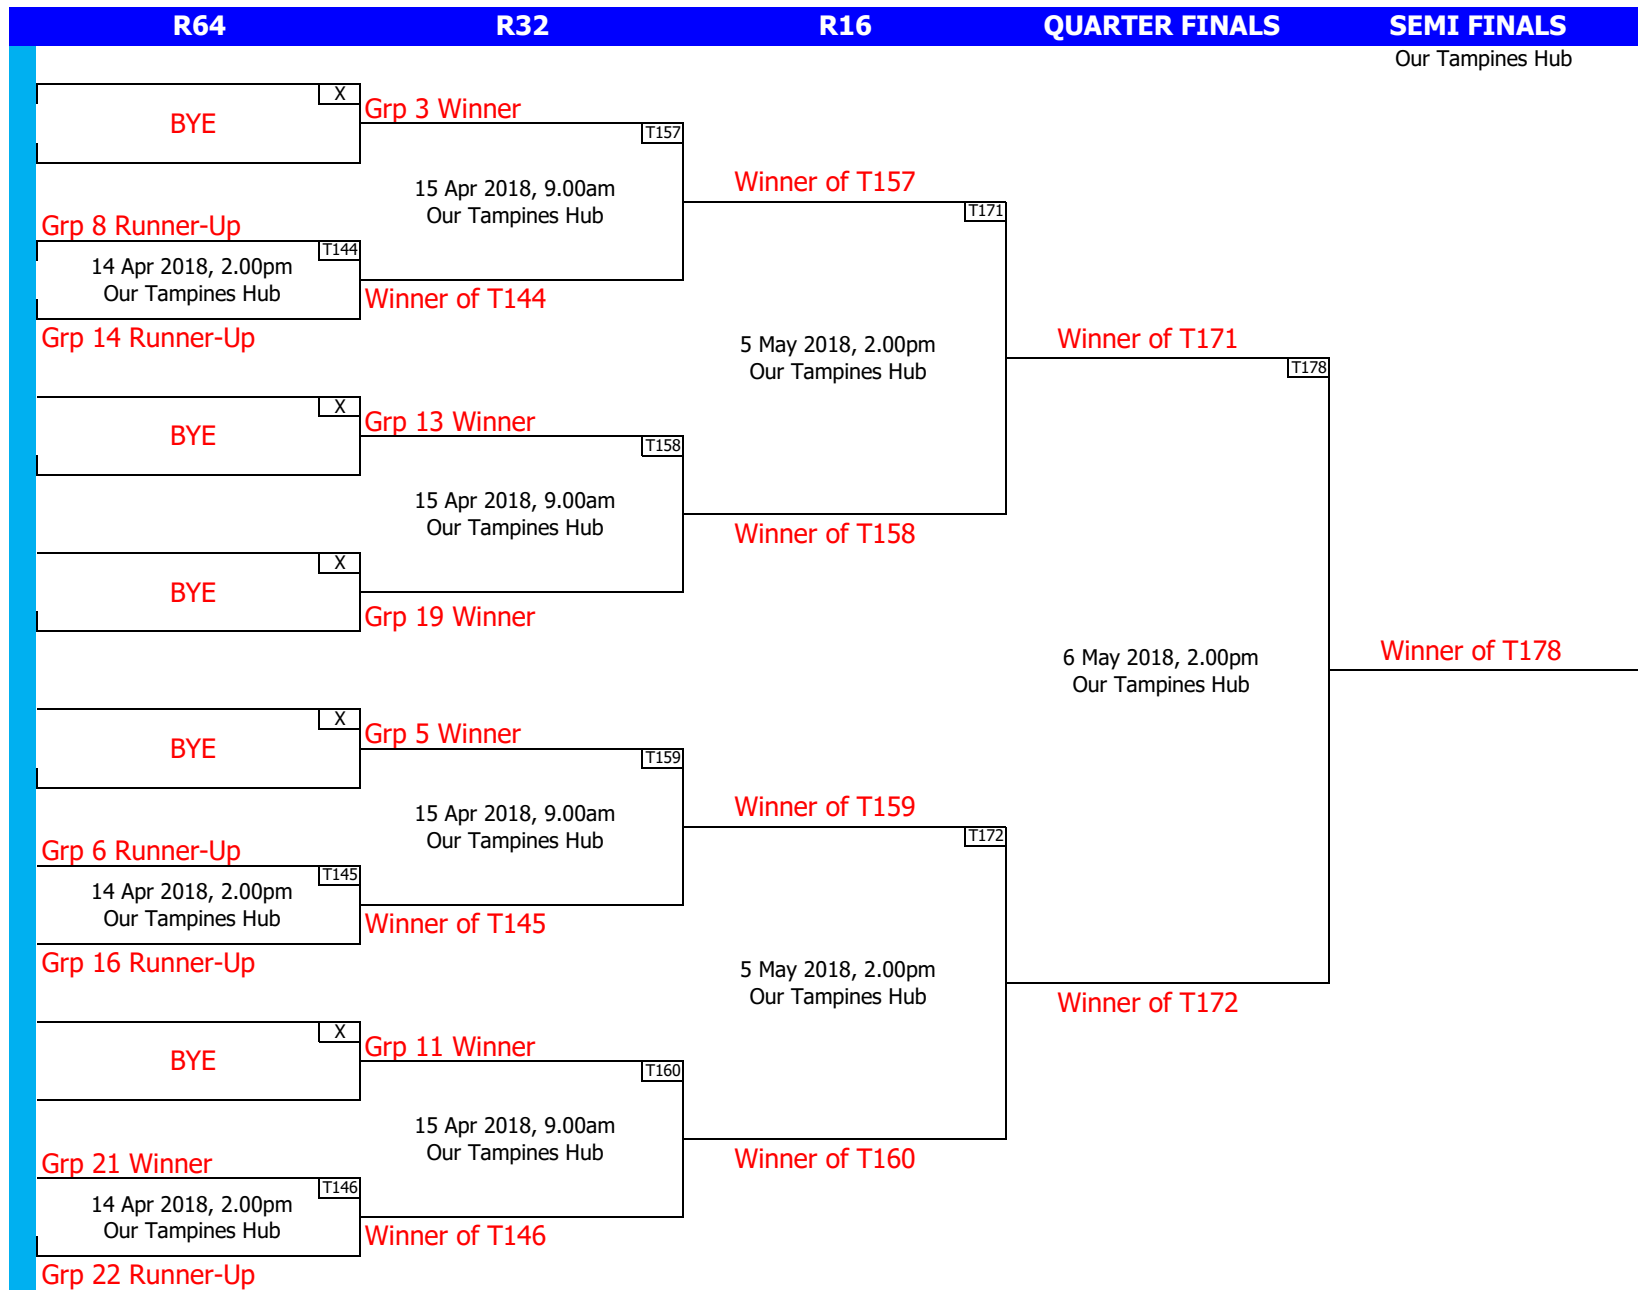 R64 R32 R16 QUARTER FINALS SEMI FINALS
Our Tampines Hub
X
BYE
Grp 3 Winner
T157
15 Apr 2018, 9.00am
Our Tampines Hub
Winner of T157
T171
Grp 8 Runner-Up
T144
14 Apr 2018, 2.00pm
Our Tampines Hub
Winner of T144
Grp 14 Runner-Up
5 May 2018, 2.00pm
Our Tampines Hub
Winner of T171
T178
X
BYE
Grp 13 Winner
T158
15 Apr 2018, 9.00am
Our Tampines Hub
Winner of T158
X
BYE
Grp 19 Winner
6 May 2018, 2.00pm
Our Tampines Hub
Winner of T178
X
BYE
Grp 5 Winner
T159
15 Apr 2018, 9.00am
Our Tampines Hub
Winner of T159
T172
Grp 6 Runner-Up
T145
14 Apr 2018, 2.00pm
Our Tampines Hub
Winner of T145
Grp 16 Runner-Up
5 May 2018, 2.00pm
Our Tampines Hub
Winner of T172
X
BYE
Grp 11 Winner
T160
15 Apr 2018, 9.00am
Our Tampines Hub
Winner of T160
Grp 21 Winner
T146
14 Apr 2018, 2.00pm
Our Tampines Hub
Winner of T146
Grp 22 Runner-Up